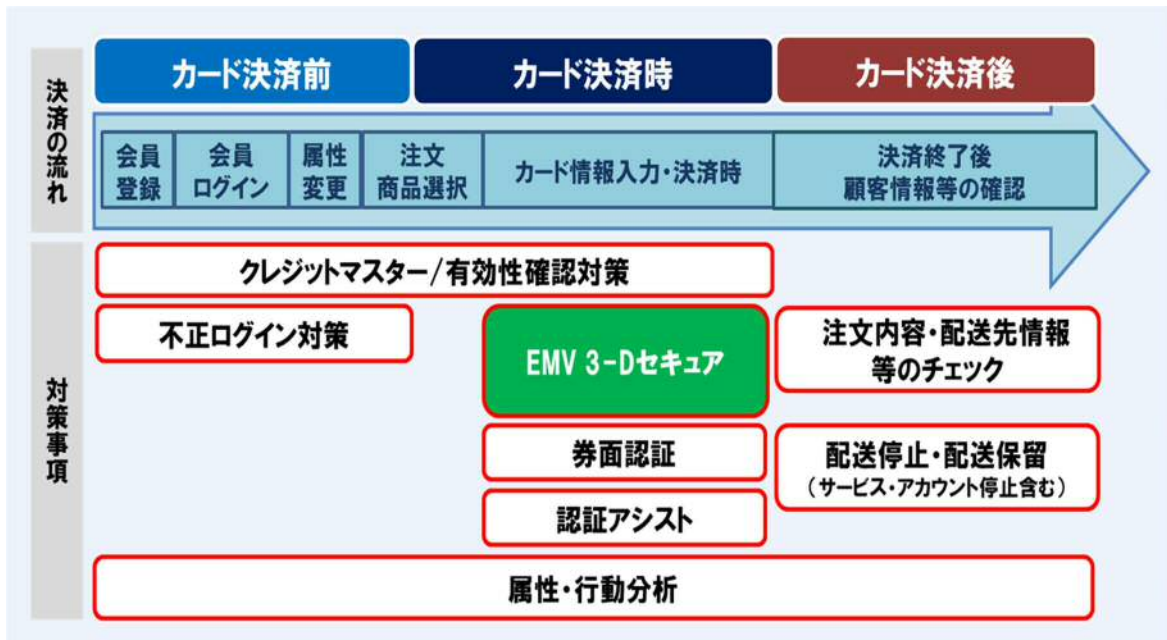 カード決済前
カード決済時
カード決済後
決済の流れ
会員
登録
会員
ログイン
属性
変更
注文
商品選択
カード情報入力・決済時
決済終了後
顧客情報等の確認
対策事項
クレジットマスター/有効性確認対策
不正ログイン対策
EMV 3-Dセキュア
注文内容・配送先情報
等のチェック
券面認証
配送停止・配送保留
(サービス・アカウント停止含む)
認証アシスト
属性・行動分析